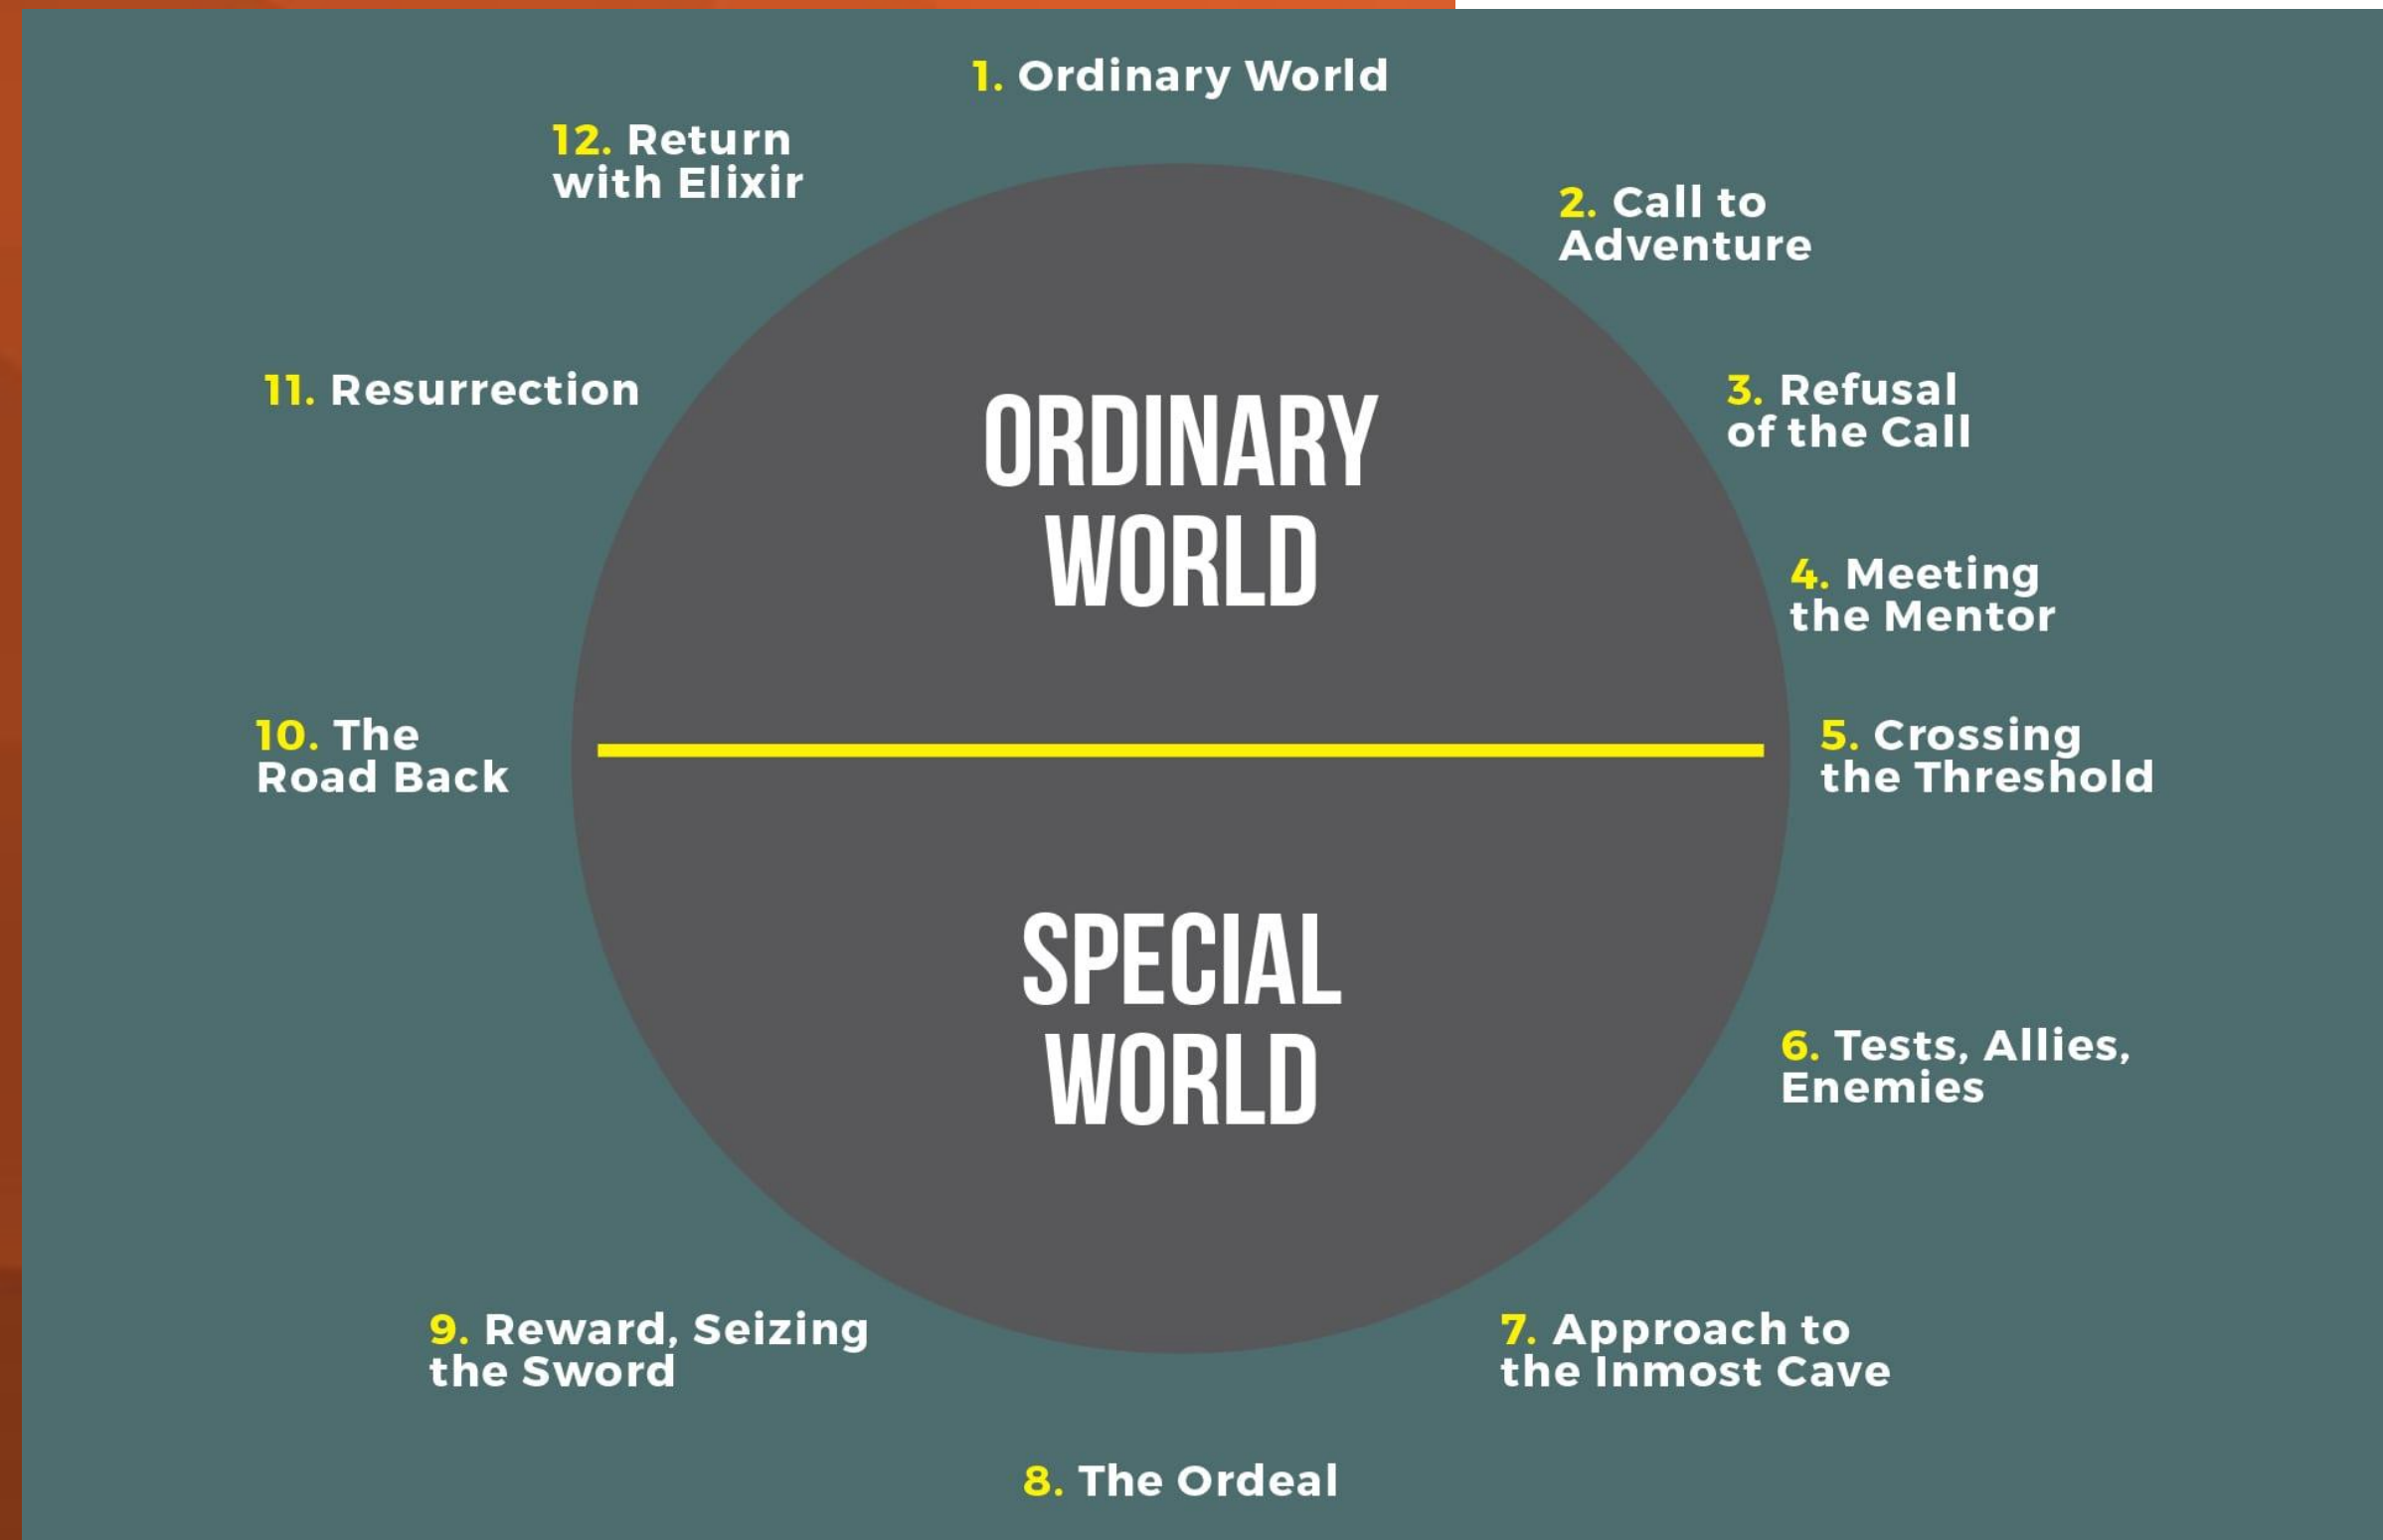 1. Ordinary World
2. Call to
Adventure
3. Refusal
of the Call
4. Meeting
the Mentor
5. Crossing
the Threshold
6. Tests, Allies,
Enemies
7. Approach to
the Inmost Cave
8. The Ordeal
9. Reward, Seizing
the Sword
10. The
Road Back
11. Resurrection
12. Return
with Elixir
ORDINARY
WORLD
SPECIAL
WORLD